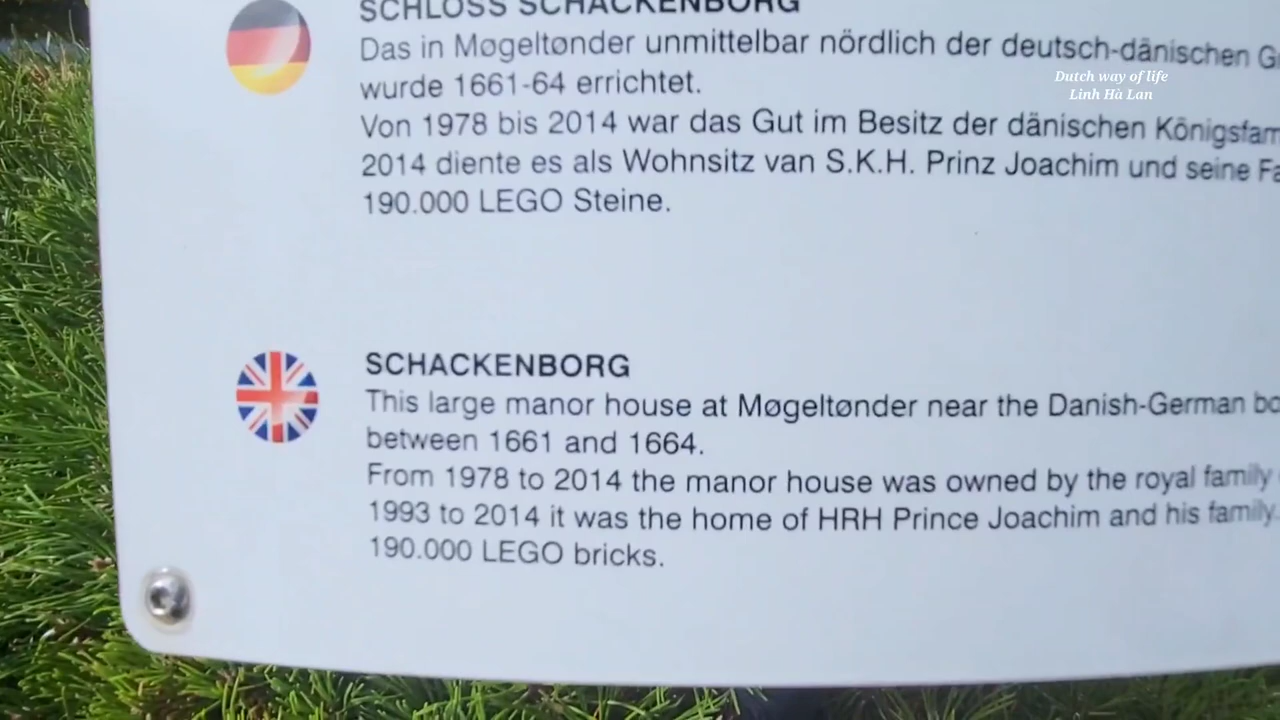 SCHLOSS SCHACKENBORG
Das in Møgeltønder unmittelbar nördlich der deutsch-dänischen
Dutch way of life
Linh Hà Lan
wurde 1661-64 errichtet.
Von 1978 bis 2014 war das Gut im Besitz der dänischen
2014 diente es als Wohnsitz van S.K.H. Prinz Joachim und seine
190.000 LEGO Steine.
SCHACKENBORG
This large manor house at Møgeltønder near the Danish-German
between 1661 and 1664.
From 1978 to 2014 the manor house was owned by the royal family
1993 to 2014 it was the home of HRH Prince Joachim and his family.
190.000 LEGO bricks.